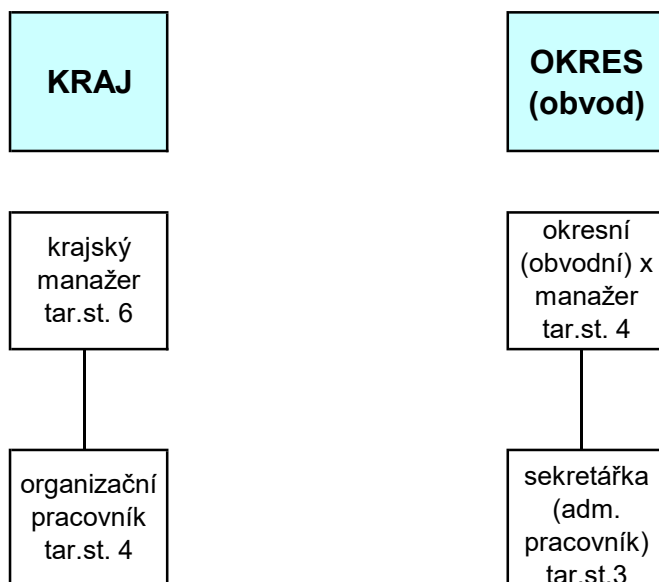 KRAJ
OKRES
(obvod)
krajský
manažer
tar.st. 6
okresní
(obvodní) x
manažer
tar.st. 4
organizační
pracovník
tar.st. 4
sekretářka
(adm.
pracovník)
tar.st.3